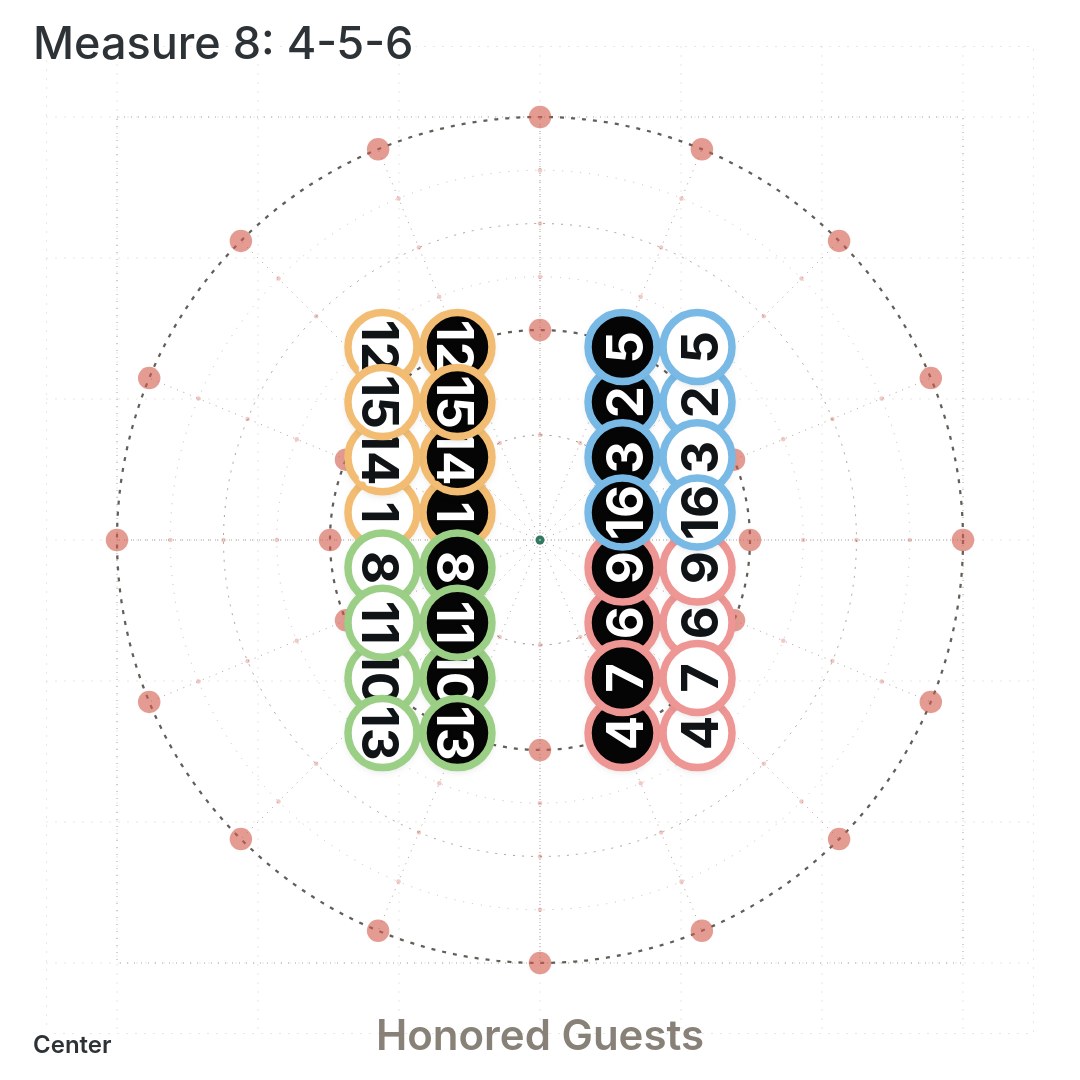 Measure 8: 4-5-6
12 12 5 5
15 15 2 2
14 14 3 3
1 1 16 16
8 8 9 9
11 11 6 6
10 10 7 7
13 13 4 4
Honored Guests
Center